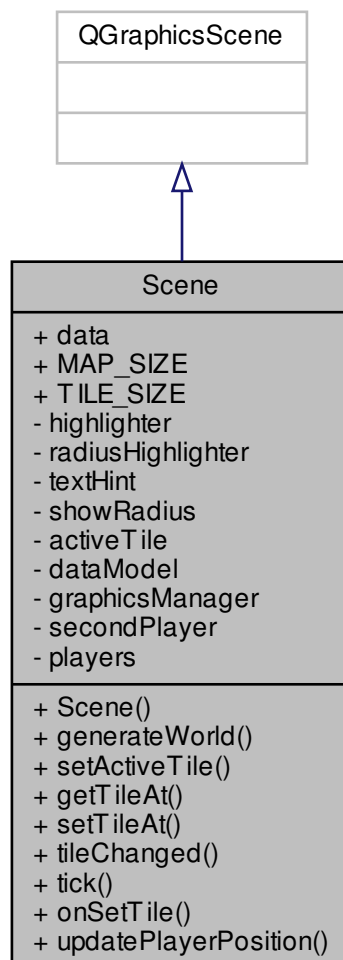 QGraphicsScene
Scene
+ data
+ MAP_SIZE
+ TILE_SIZE
- highlighter
- radiusHighlighter
- textHint
- showRadius
- activeTile
- dataModel
- graphicsManager
- secondPlayer
- players
+ Scene()
+ generateWorld()
+ setActiveTile()
+ getTileAt()
+ setTileAt()
+ tileChanged()
+ tick()
+ onSetTile()
+ updatePlayerPosition()